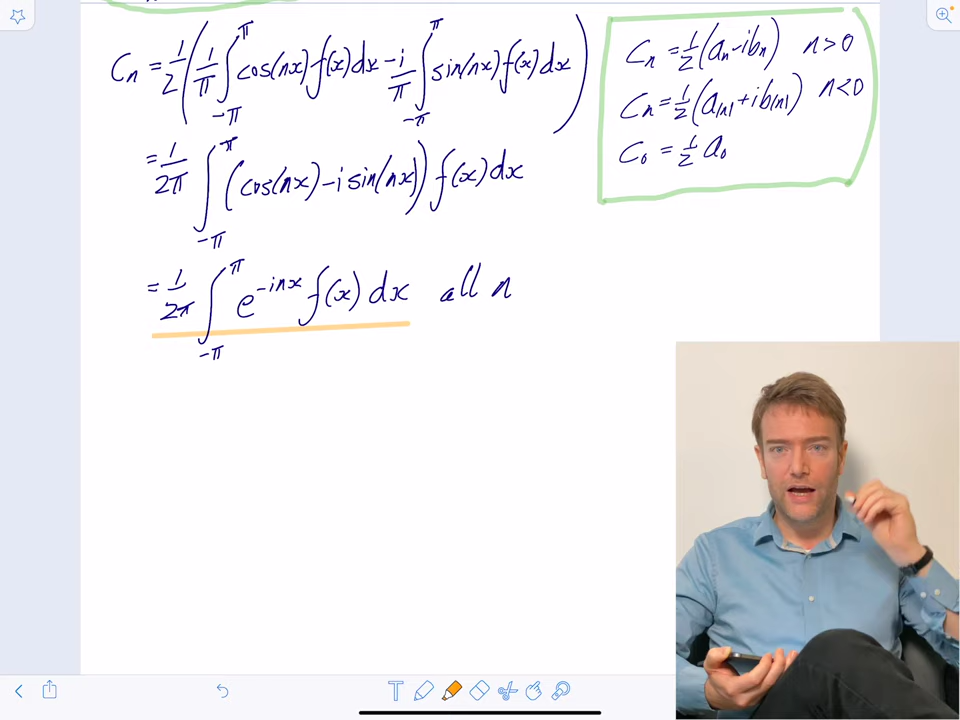 Cn = 1/2 ( 1/π ∫_{-π}^{π} cos(nx) f(x) dx - i/π ∫_{-π}^{π} sin(nx) f(x) dx )
= 1/2π ∫_{-π}^{π} (cos(nx) - i sin(nx)) f(x) dx
= 1/2π ∫_{-π}^{π} e^{-inx} f(x) dx all n
Cn = 1/2 (an - ibn) n>0
Cn = 1/2 (a|n| + ib|n|) n<0
C0 = 1/2 a0
T